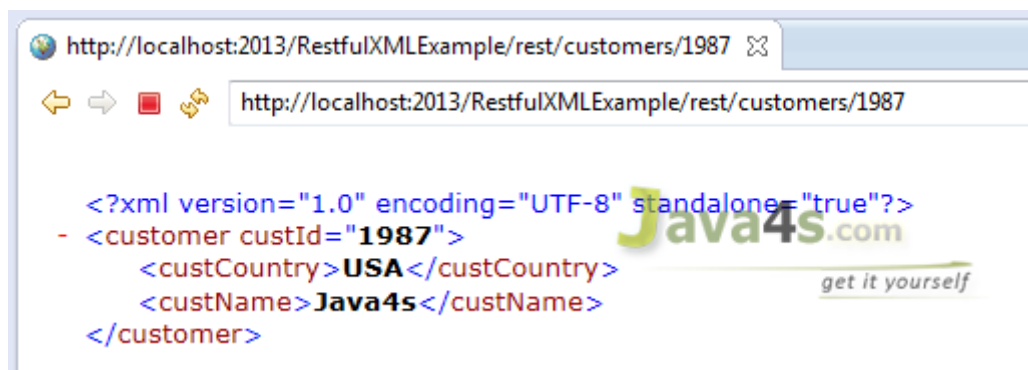 http://localhost:2013/RestfulXMLExample/rest/customers/1987
http://localhost:2013/RestfulXMLExample/rest/customers/1987
<?xml version="1.0" encoding="UTF-8" standalone="true"?>
- <customer custId="1987">
<custCountry>USA</custCountry>
<custName>Java4s</custName>
</customer>
Java4s.com
get it yourself